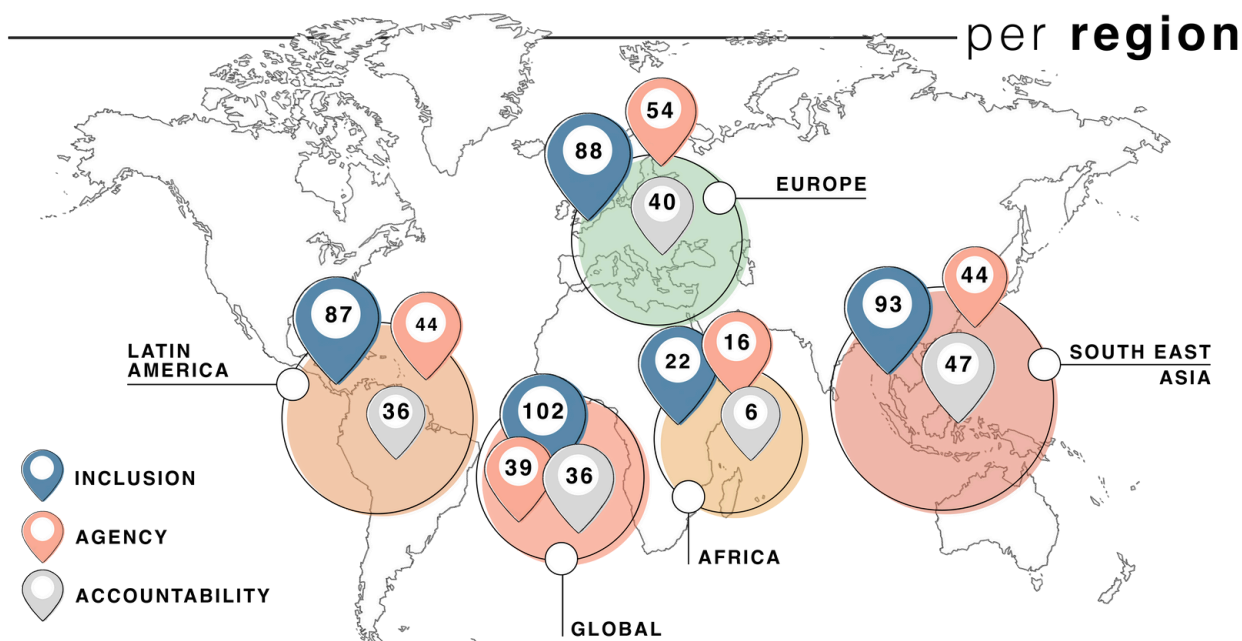 per region
54
88
EUROPE
40
44
93
87
44
16
22
SOUTH EAST
ASIA
LATIN
AMERICA
47
36
102
6
39
36
INCLUSION
AGENCY
AFRICA
ACCOUNTABILITY
GLOBAL